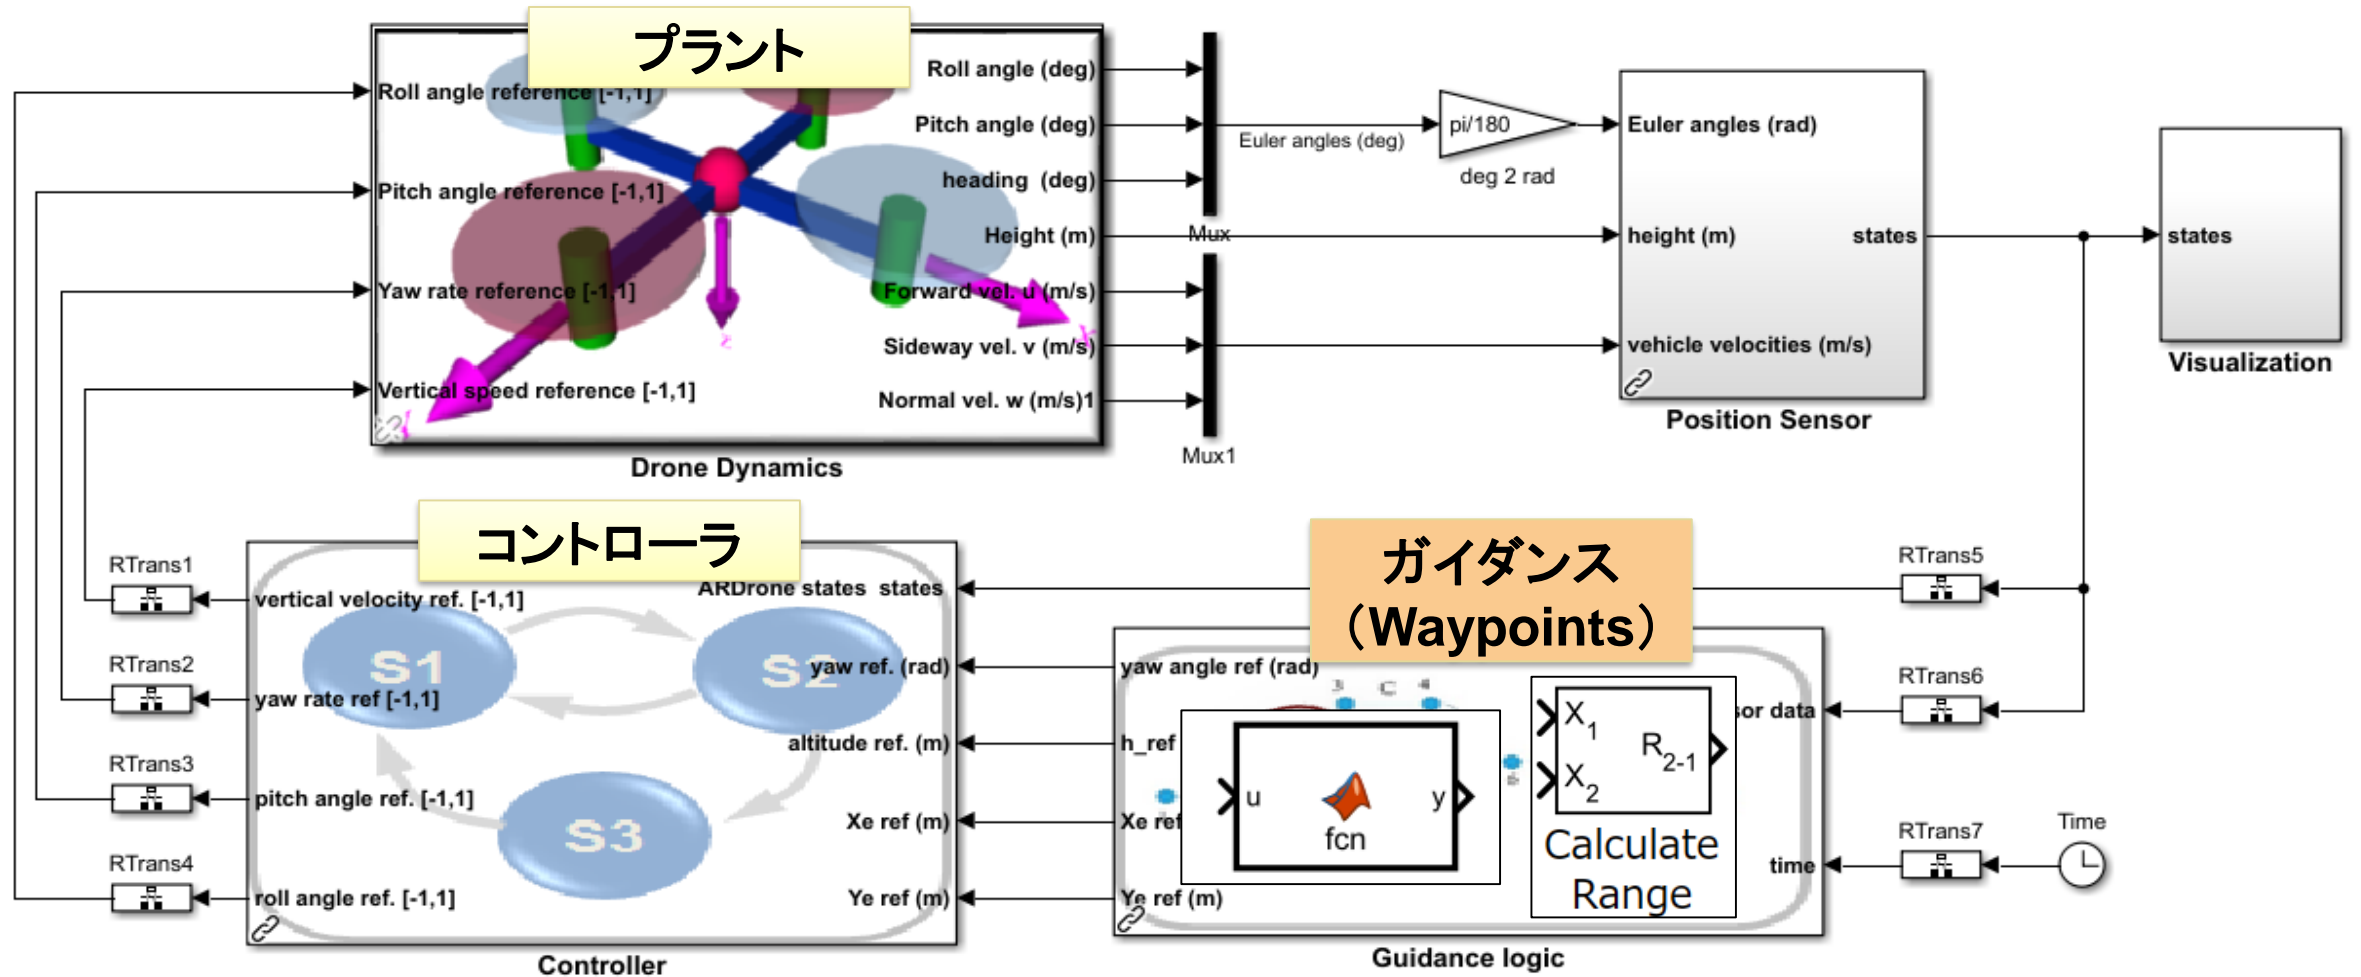 プラント
Roll angle reference [-1,1]
Pitch angle reference [-1,1]
Yaw rate reference [-1,1]
Vertical speed reference [-1,1]
Roll angle (deg)
Pitch angle (deg)
heading (deg)
Height (m)
Forward vel. u (m/s)
Sideway vel. v (m/s)
Normal vel. w (m/s)1
z
Drone Dynamics
Mux
Mux1
Euler angles (deg)
pi/180
deg 2 rad
Euler angles (rad)
height (m)
vehicle velocities (m/s)
states
Position Sensor
states
Visualization
コントローラ
ARDrone states states
yaw ref. (rad)
altitude ref. (m)
Xe ref (m)
Ye ref (m)
vertical velocity ref. [-1,1]
yaw rate ref [-1,1]
pitch angle ref. [-1,1]
roll angle ref. [-1,1]
S1
S2
S3
Controller
RTrans1
RTrans2
RTrans3
RTrans4
ガイダンス
（Waypoints）
yaw angle ref (rad)
h_ref
Xe ref
Ye ref (m)
3 C 4
u
y
fcn
X1
X2
R2-1
Calculate
Range
sor data
time
Guidance logic
RTrans5
RTrans6
RTrans7
Time